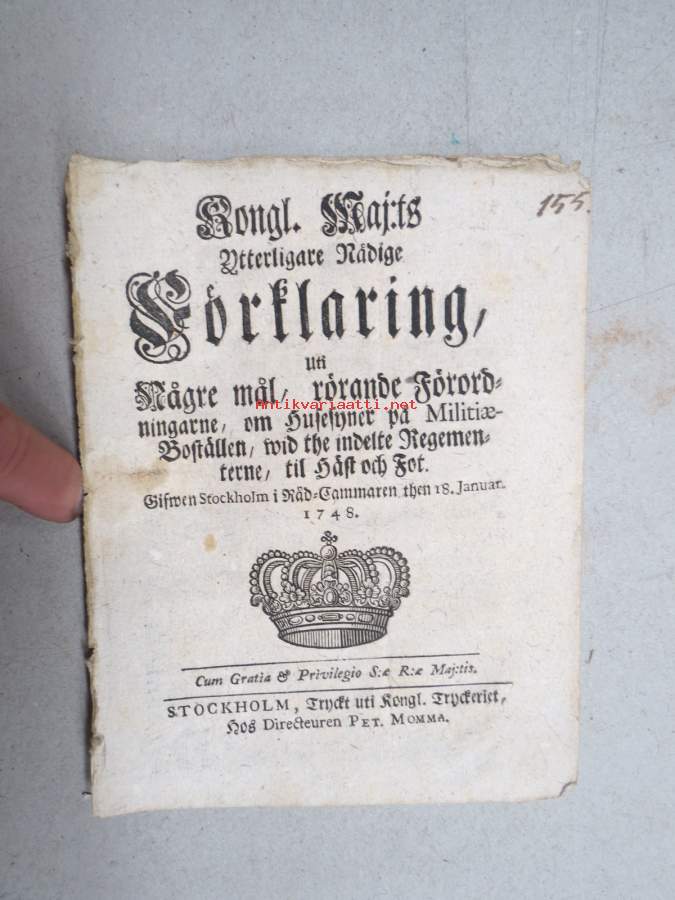 155.
Kongl. Maj:ts
Ytterligare Nådige
Förklaring,
Uti
Någre mål, rörande Förord-
ningarne, om Husesyner på Militiæ-
Boställen, wid the indelte Regemen-
terne, til Häst och Fot.
Gifwen Stockholm i Råd-Cammaren then 18. Januar.
1748.
Cum Gratia & Privilegio S:æ R:æ Maj:tis.
STOCKHOLM, Tryckt uti Kongl. Tryckeriet,
Hos Directeuren PET. MOMMA.
Antikvariaatti.net